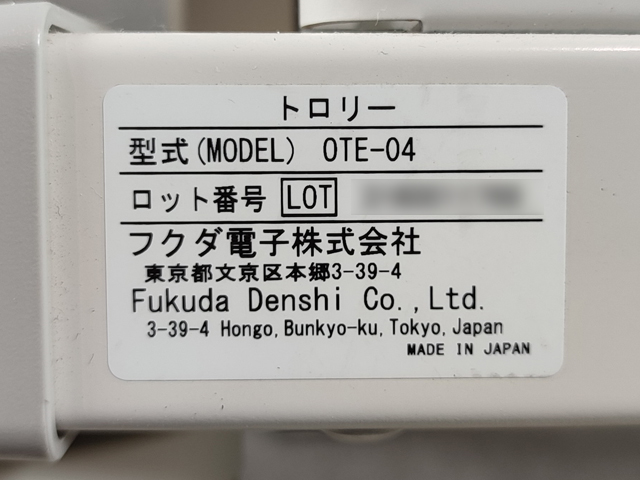 トロリー
型式(MODEL) OTE-04
ロット番号 LOT
フクダ電子株式会社
東京都文京区本郷3-39-4
Fukuda Denshi Co.,Ltd.
3-39-4 Hongo,Bunkyo-ku,Tokyo,Japan
MADE IN JAPAN